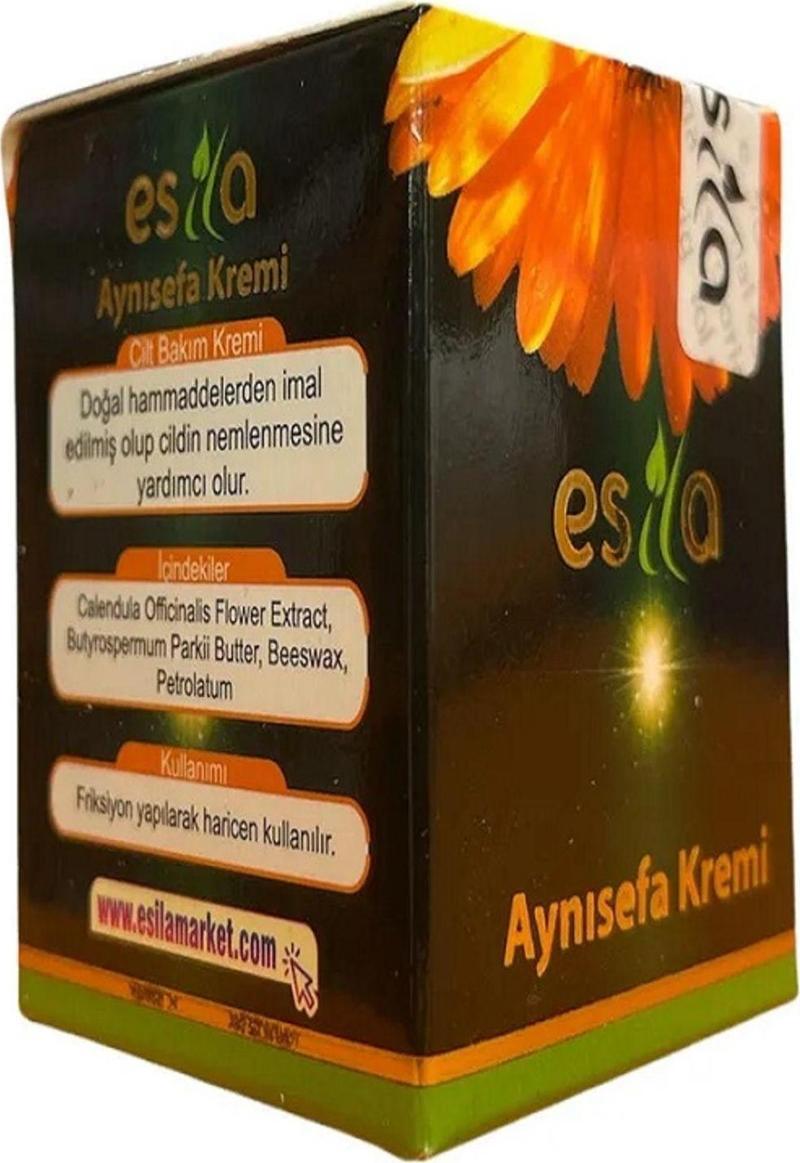 esila
Aynısefa Kremi
Cilt Bakım Kremi
Doğal hammaddelerden imal
edilmiş olup cildin nemlenmesine
yardımcı olur.
İçindekiler
Calendula Officinalis Flower Extract,
Butyrospermum Parkii Butter, Beeswax,
Petrolatum
Kullanımı
Friksiyon yapılarak haricen kullanılır.
www.esilamarket.com
sila
esila
Aynısefa Kremi